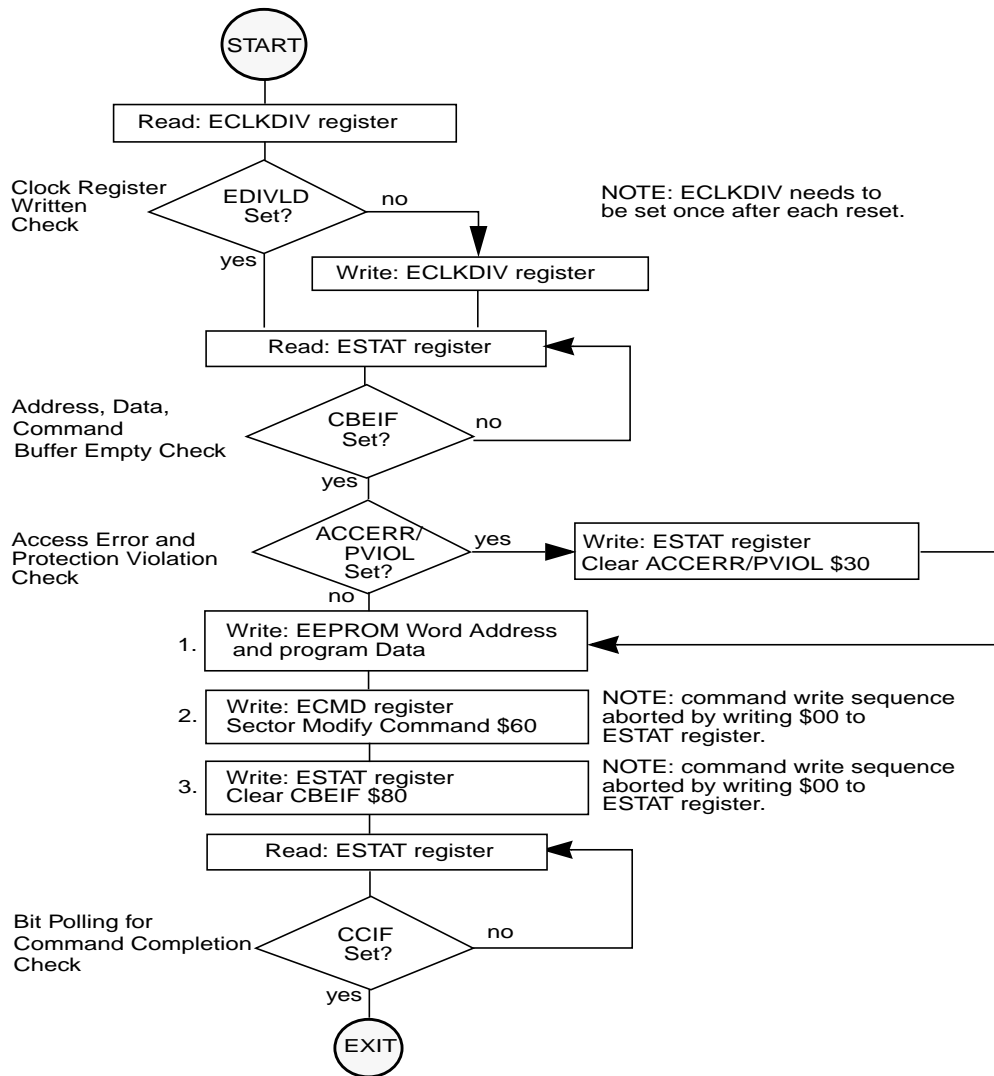 START
Read: ECLKDIV register
Clock Register
Written
Check
EDIVLD
Set?
no
yes
NOTE: ECLKDIV needs to
be set once after each reset.
Write: ECLKDIV register
Read: ESTAT register
Address, Data,
Command
Buffer Empty Check
CBEIF
Set?
no
yes
Access Error and
Protection Violation
Check
ACCERR/
PVIOL
Set?
yes
no
Write: ESTAT register
Clear ACCERR/PVIOL $30
1.
Write: EEPROM Word Address
and program Data
2.
Write: ECMD register
Sector Modify Command $60
NOTE: command write sequence
aborted by writing $00 to
ESTAT register.
3.
Write: ESTAT register
Clear CBEIF $80
NOTE: command write sequence
aborted by writing $00 to
ESTAT register.
Read: ESTAT register
Bit Polling for
Command Completion
Check
CCIF
Set?
no
yes
EXIT